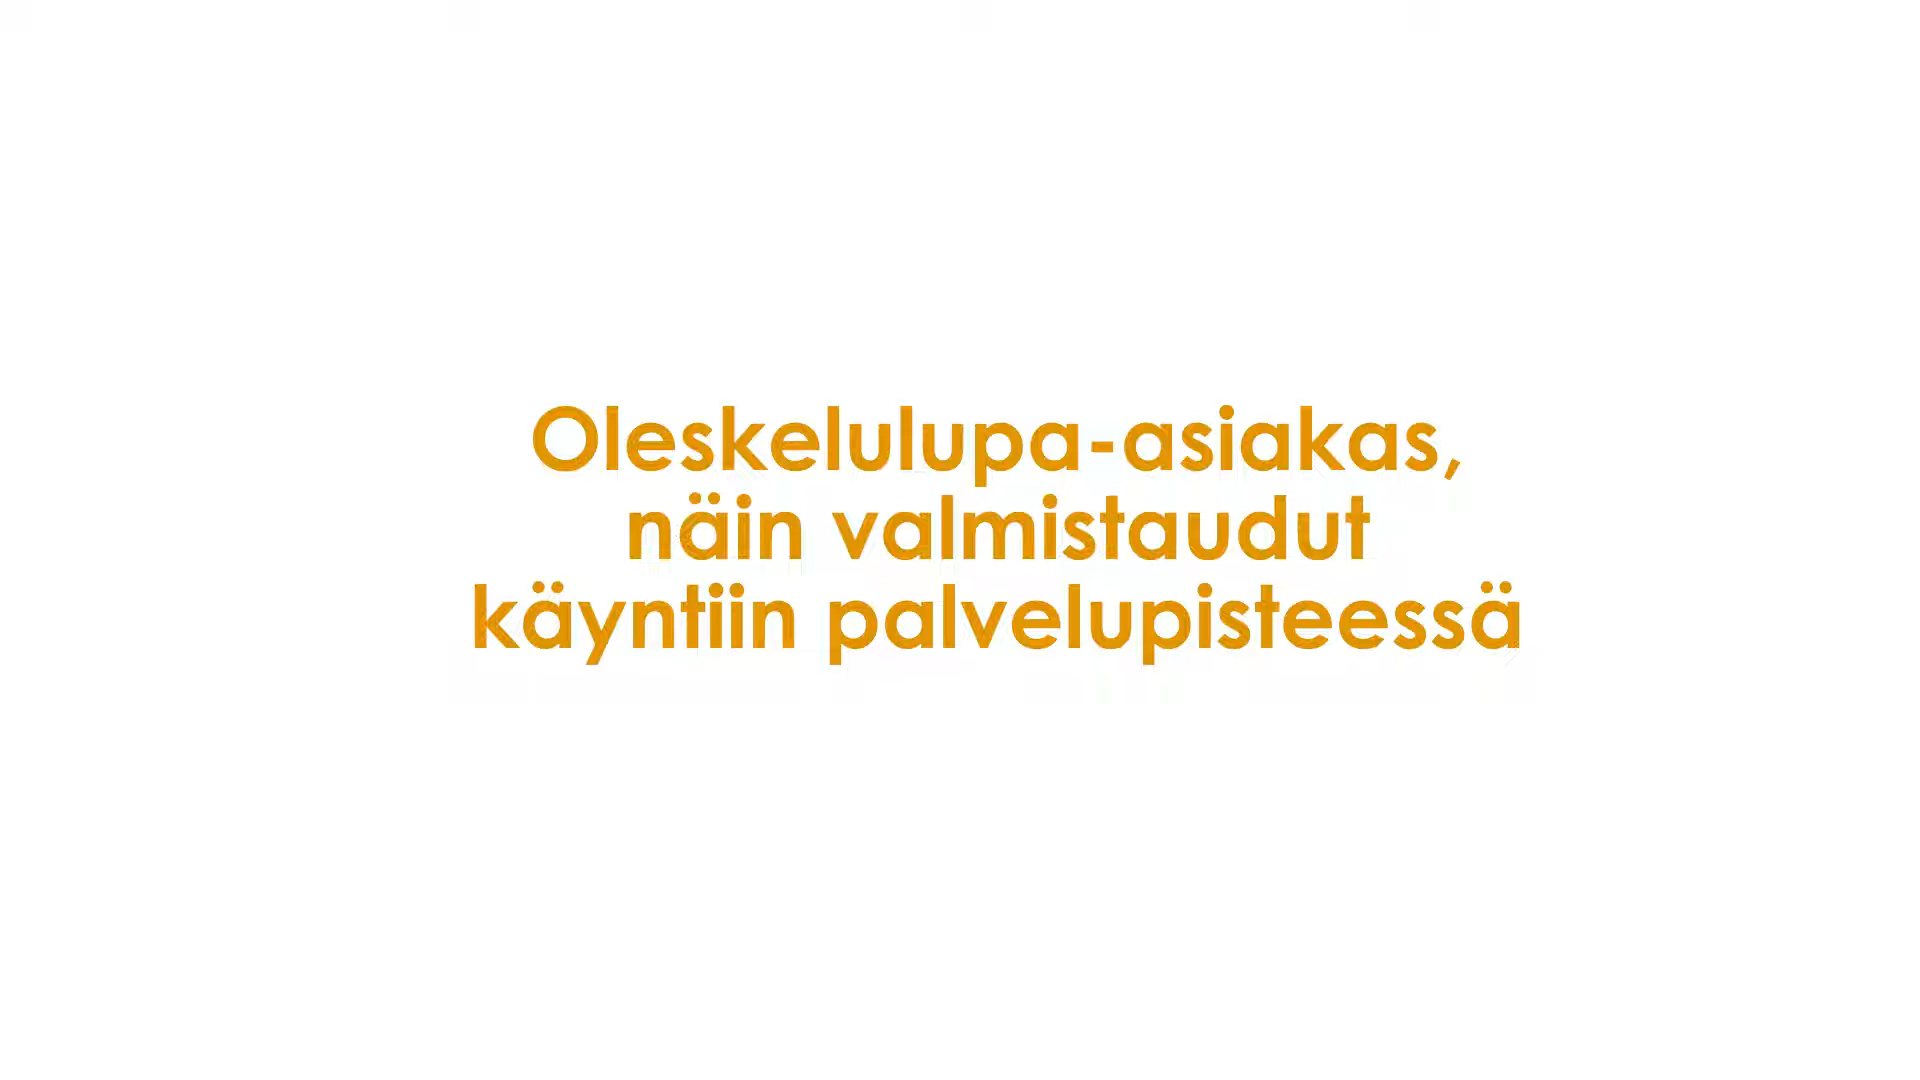 Oleskelulupa-asiakas,
näin valmistaudut
käyntiin palvelupisteessä